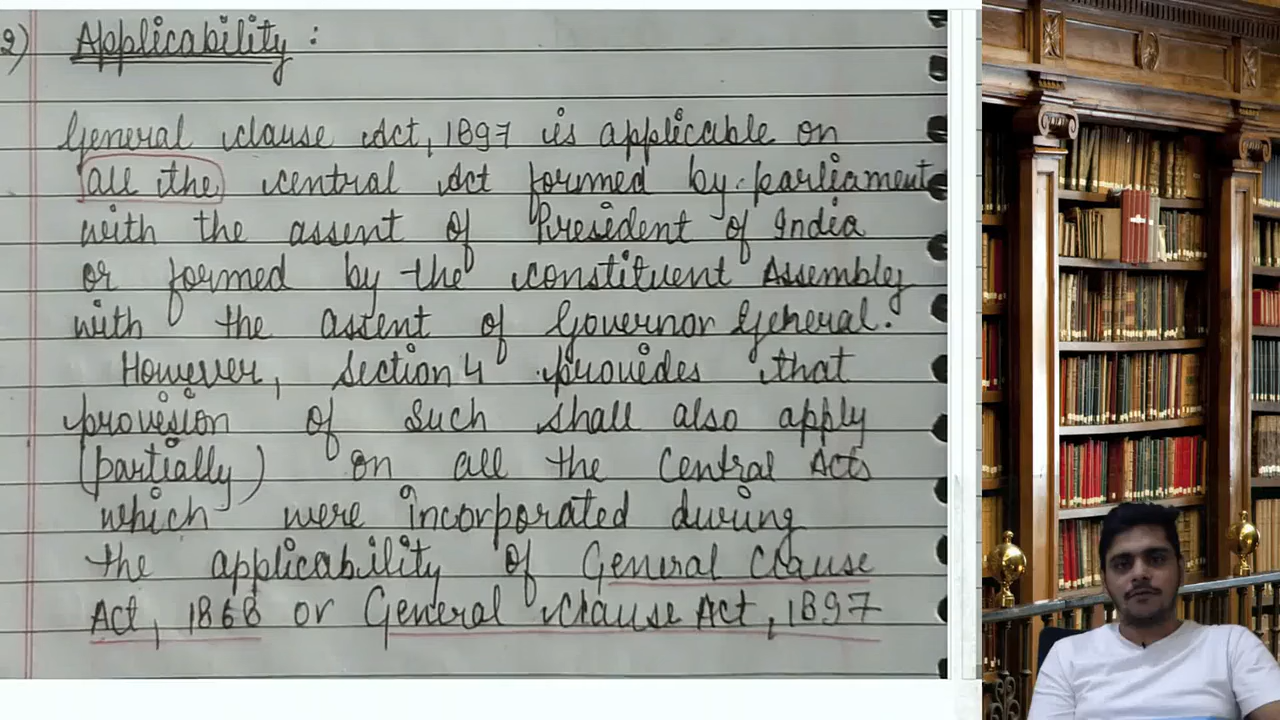 2) Applicability :
General Clause Act, 1897 is applicable on
all the central Act formed by parliament
with the assent of President of India
or formed by the constituent Assembly
with the assent of Governor General.
However, Section 4 provides that
provision of Such shall also apply
(partially) on all the Central Acts
which were incorporated during
the applicability of General Clause
Act, 1868 or General Clause Act, 1897